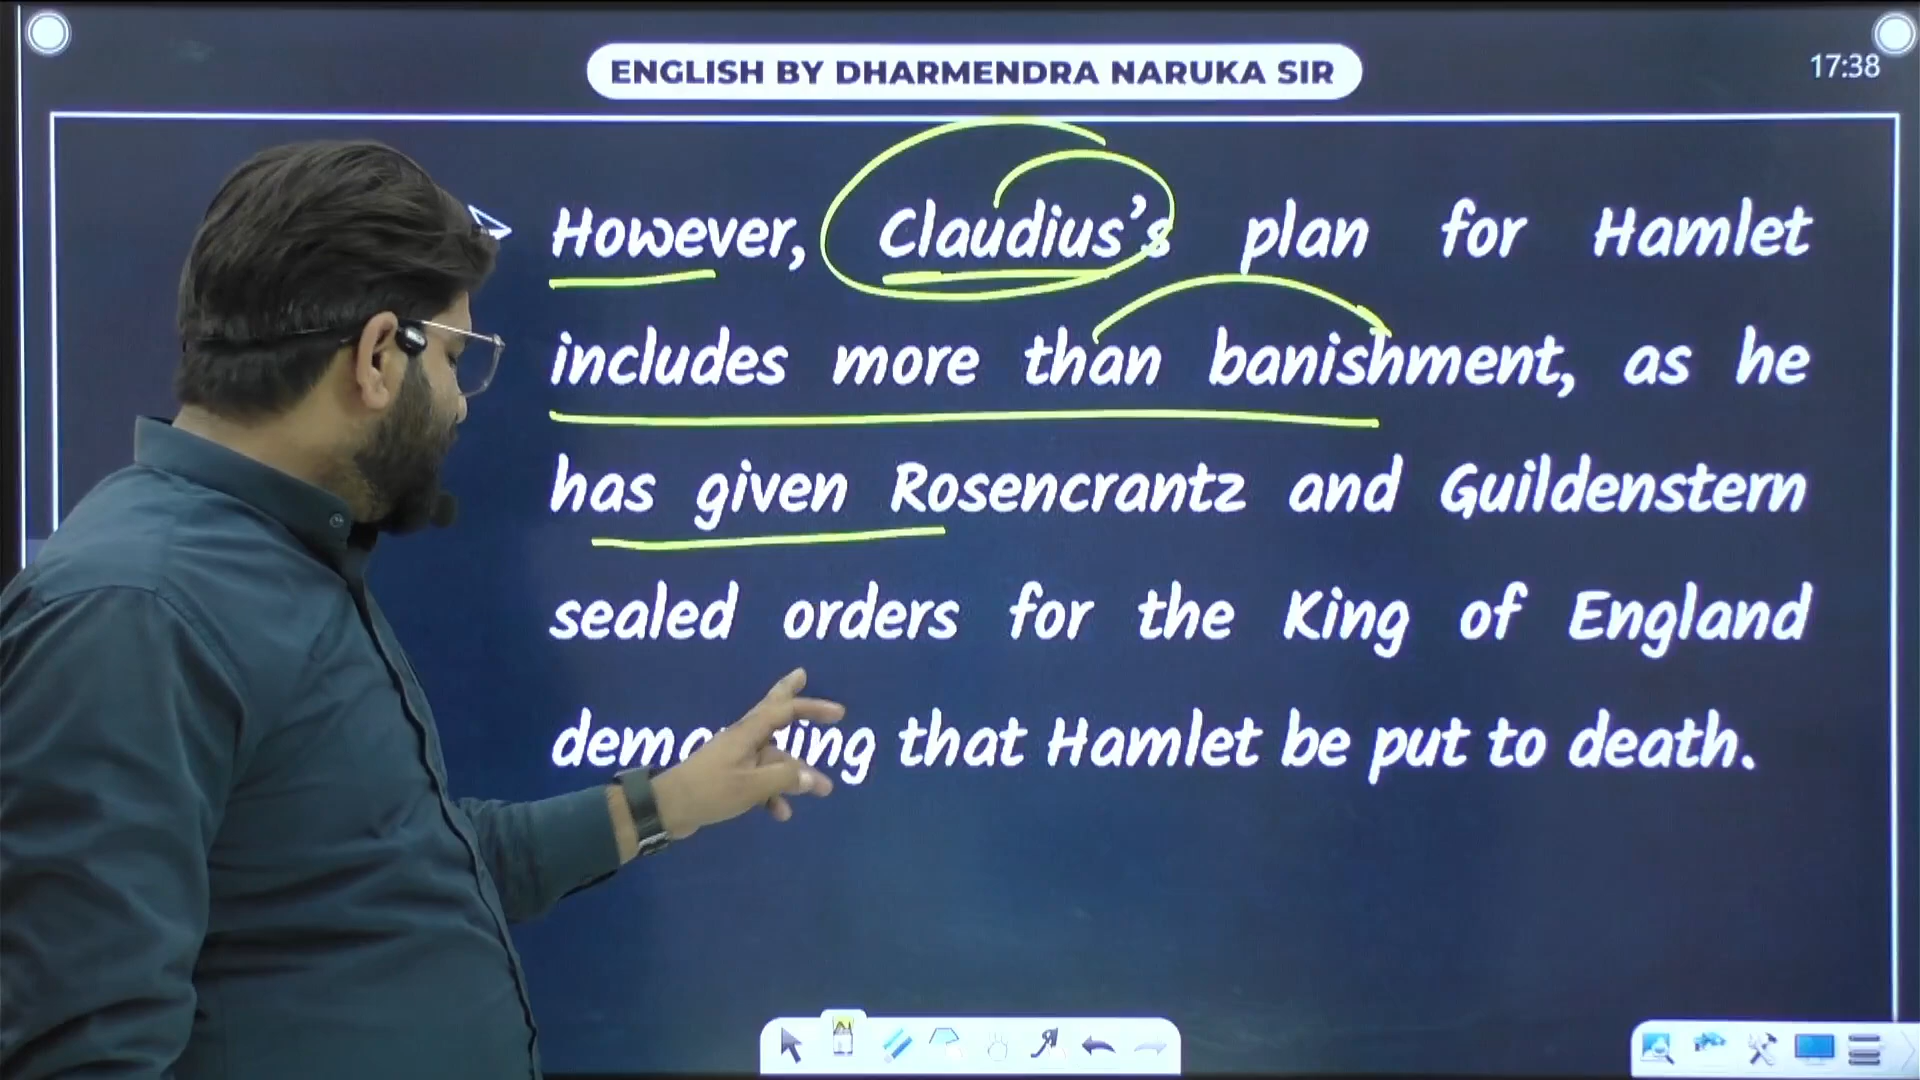 ENGLISH BY DHARMENDRA NARUKA SIR
17:38
However, Claudius's plan for Hamlet
includes more than banishment, as he
has given Rosencrantz and Guildenstern
sealed orders for the King of England
that Hamlet be put to death.